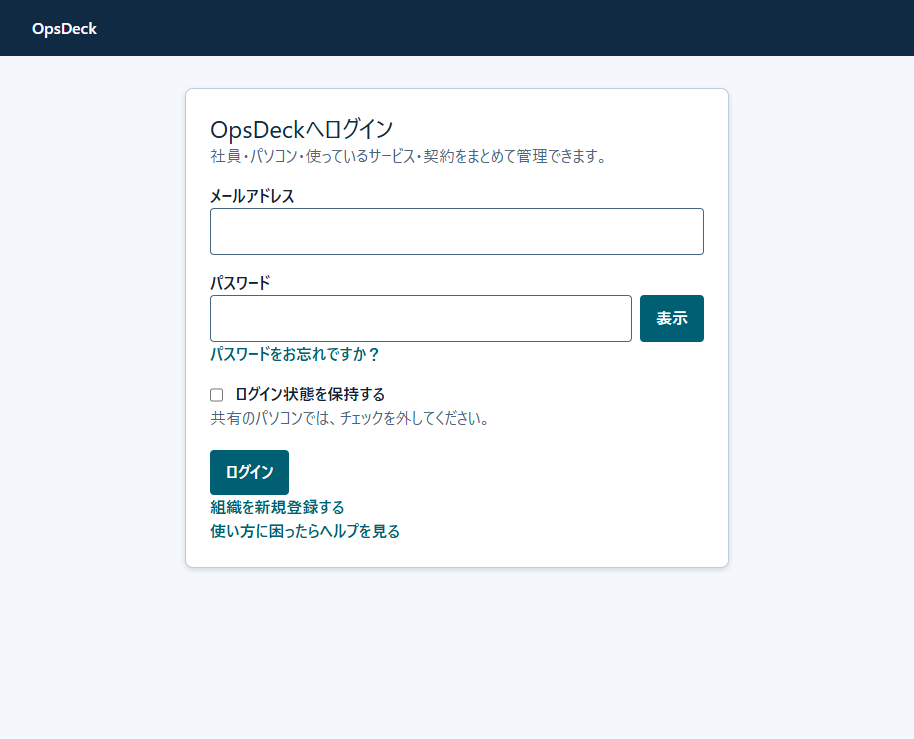 OpsDeck
OpsDeckへログイン
社員・パソコン・使っているサービス・契約をまとめて管理できます。
メールアドレス
パスワード
表示
パスワードをお忘れですか？
ログイン状態を保持する
共有のパソコンでは、チェックを外してください。
ログイン
組織を新規登録する
使い方に困ったらヘルプを見る